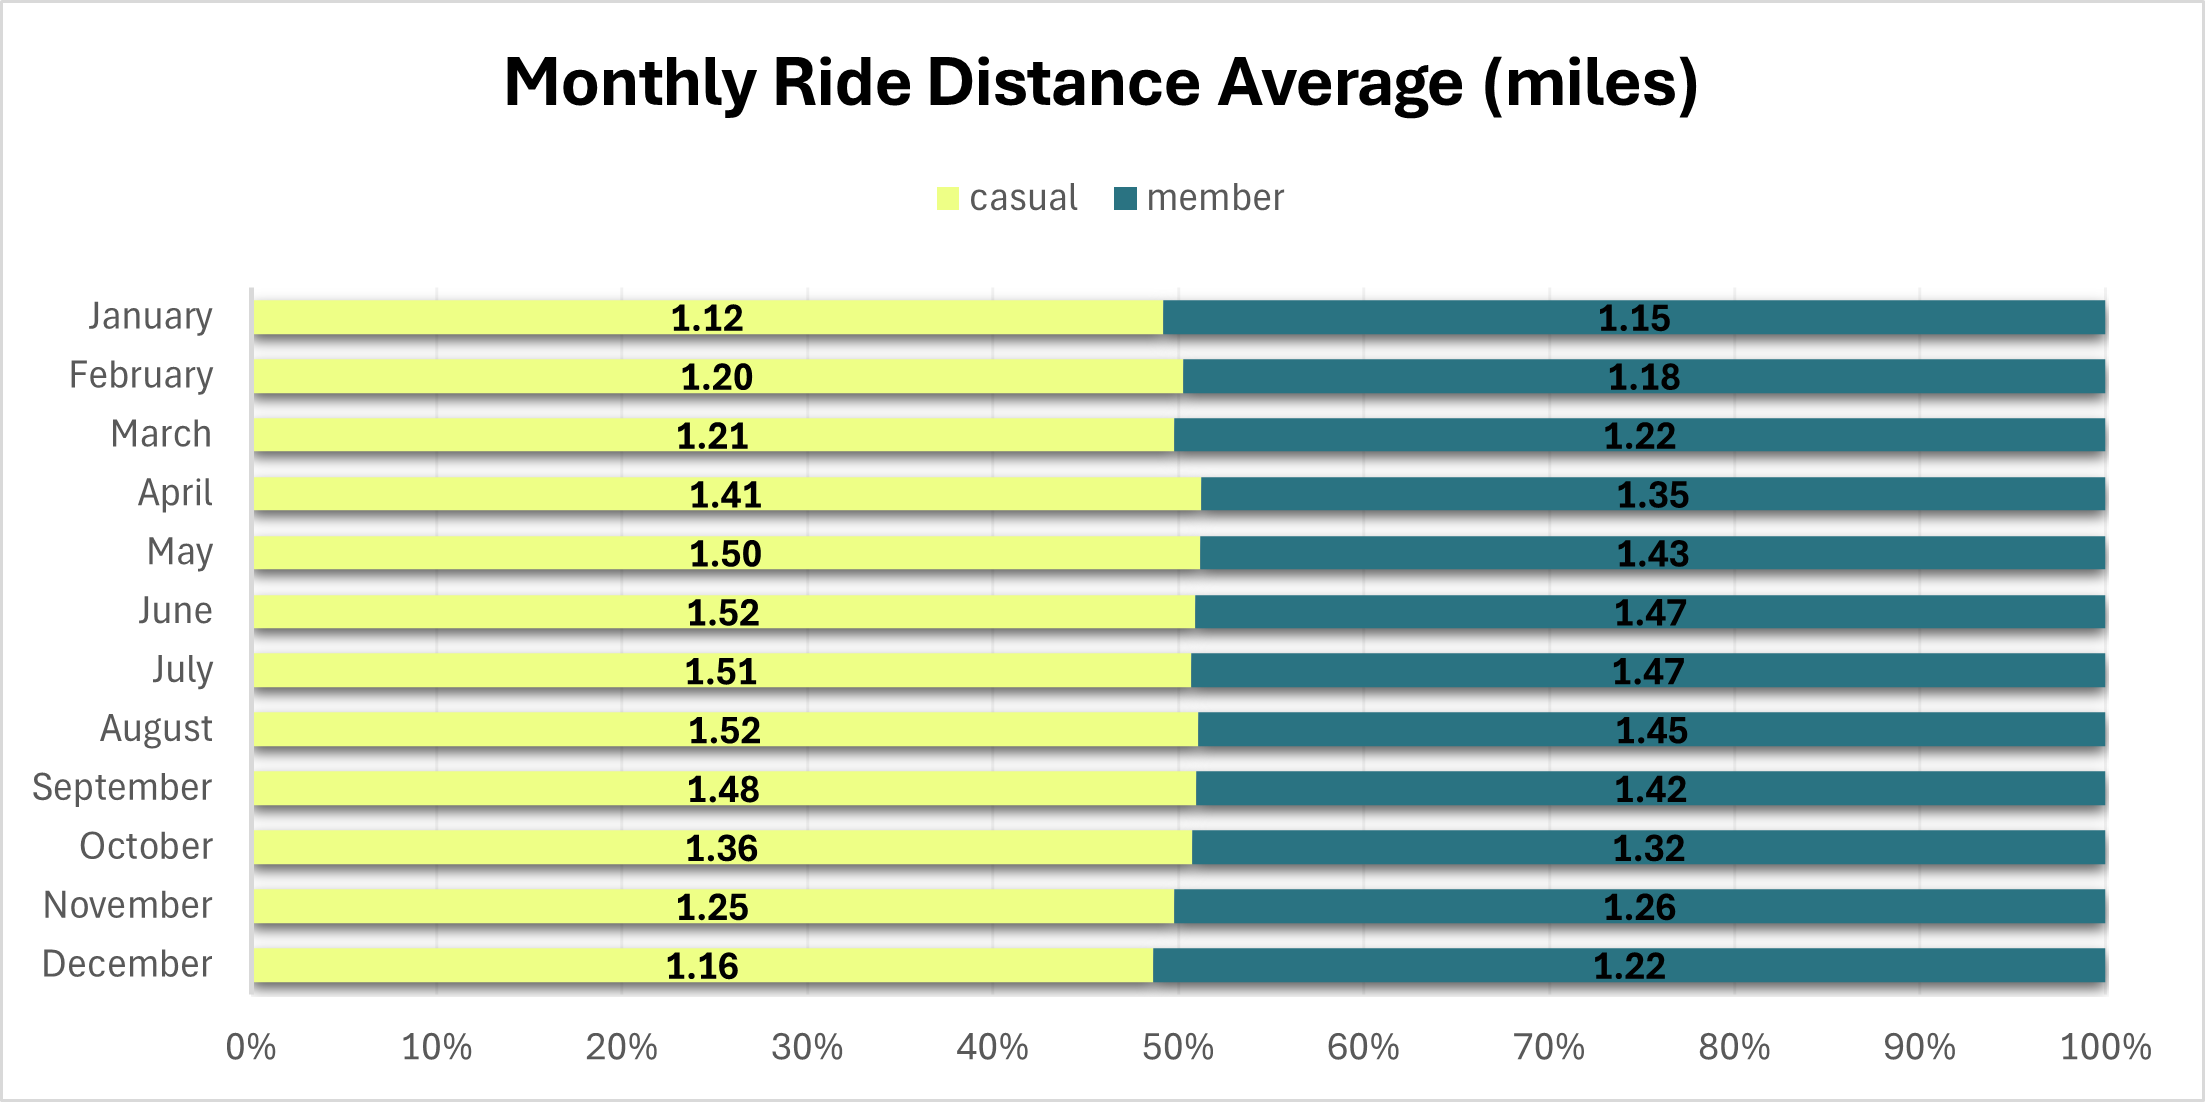 Monthly Ride Distance Average (miles)
casual member
January 1.12 1.15
February 1.20 1.18
March 1.21 1.22
April 1.41 1.35
May 1.50 1.43
June 1.52 1.47
July 1.51 1.47
August 1.52 1.45
September 1.48 1.42
October 1.36 1.32
November 1.25 1.26
December 1.16 1.22
0% 10% 20% 30% 40% 50% 60% 70% 80% 90% 100%